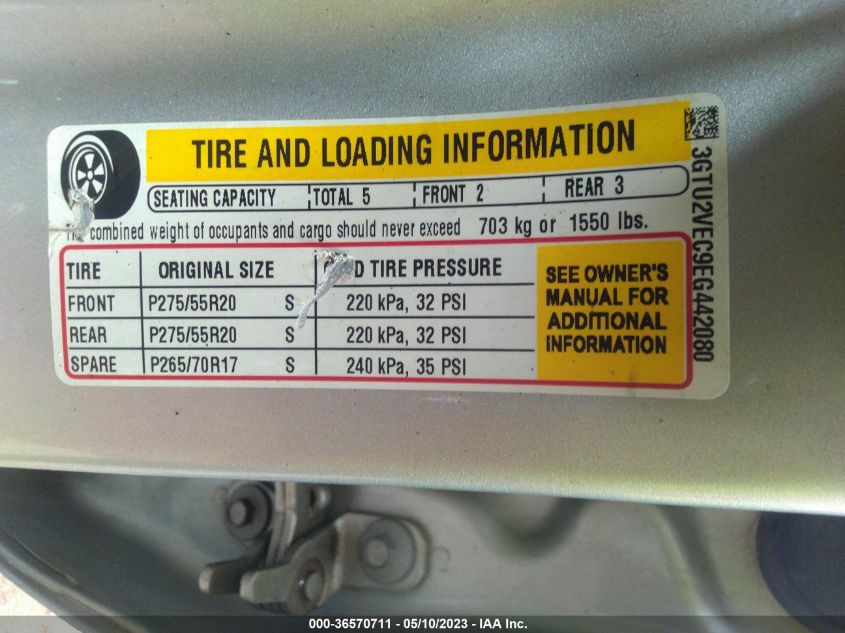 TIRE AND LOADING INFORMATION
SEATING CAPACITY TOTAL 5 FRONT 2 REAR 3
combined weight of occupants and cargo should never exceed 703 kg or 1550 lbs.
TIRE ORIGINAL SIZE TIRE PRESSURE
FRONT P275/55R20 S 220 kPa, 32 PSI
REAR P275/55R20 S 220 kPa, 32 PSI
SPARE P265/70R17 S 240 kPa, 35 PSI
SEE OWNER'S
MANUAL FOR
ADDITIONAL
INFORMATION
3GTU2VEC9EG442080
000-36570711 - 05/10/2023 - IAA Inc.